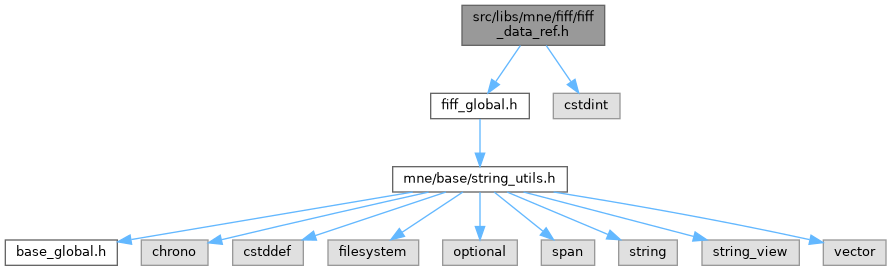 src/libs/mne/fiff/fiff
_data_ref.h
fiff_global.h
cstdint
mne/base/string_utils.h
base_global.h
chrono
cstddef
filesystem
optional
span
string
string_view
vector